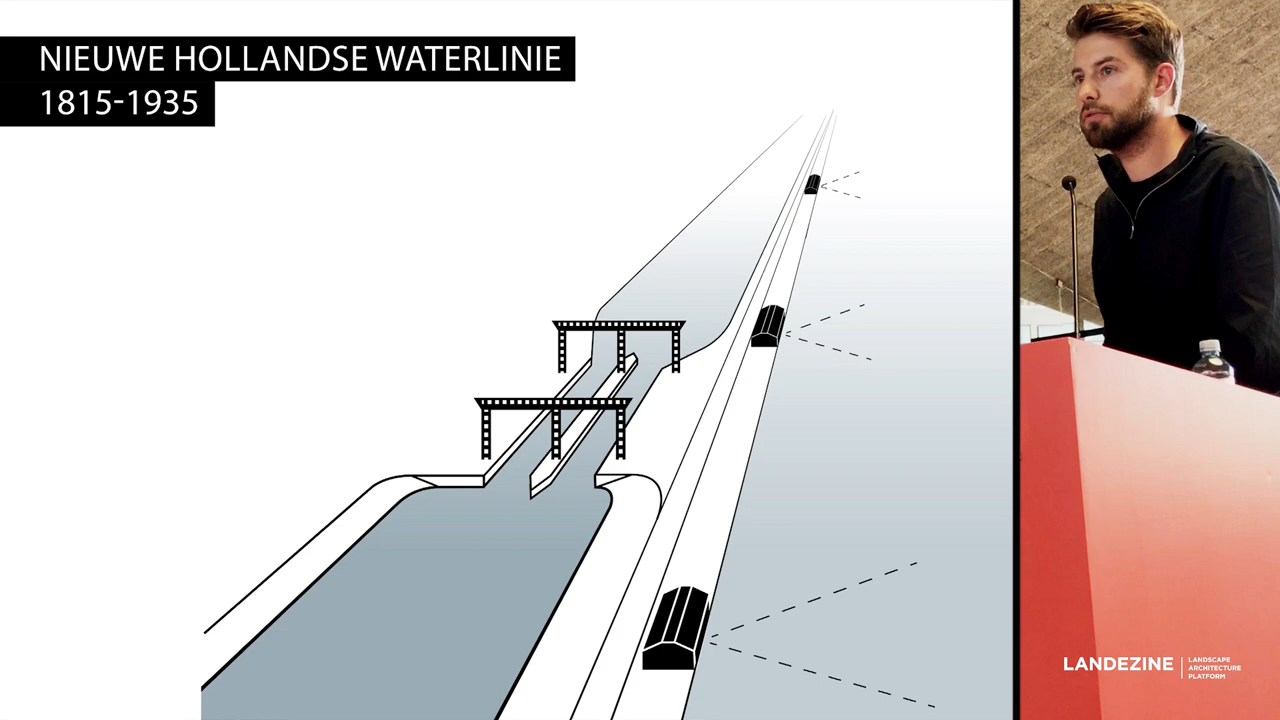 NIEUWE HOLLANDSE WATERLINIE
1815-1935
LANDEZINE
LANDSCAPE
ARCHITECTURE
PLATFORM